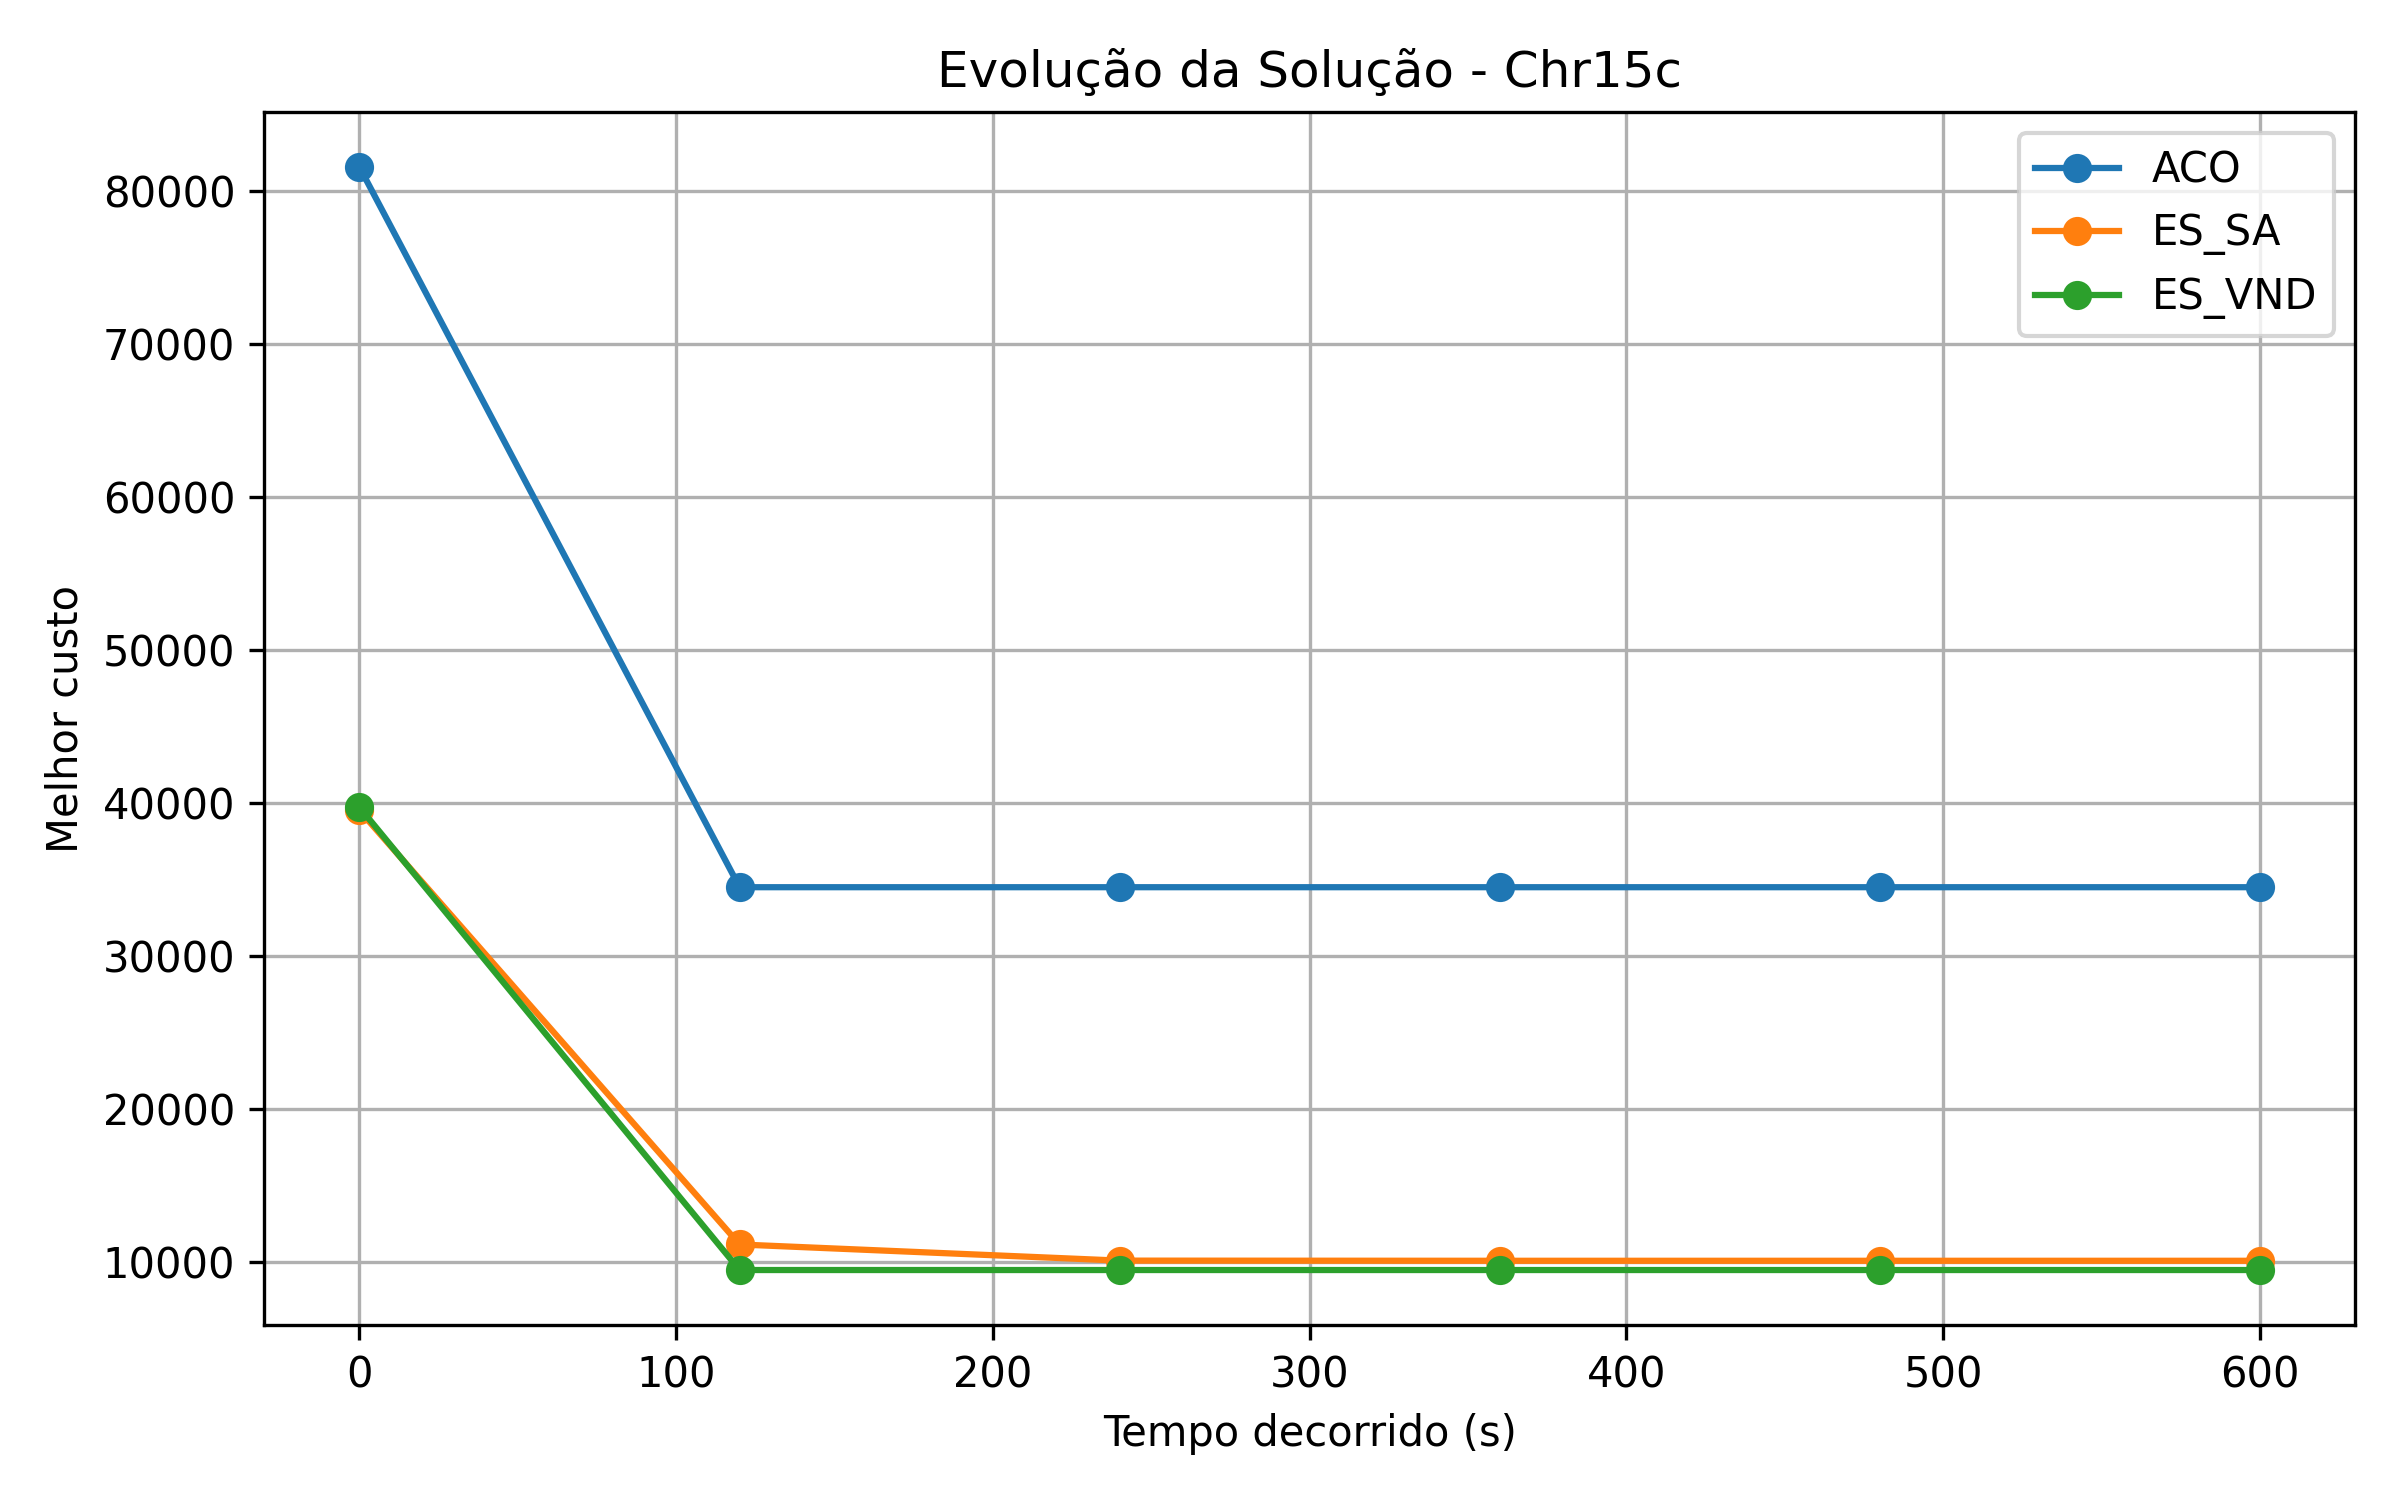 Evolução da Solução - Chr15c
ACO
ES_SA
ES_VND
Melhor custo
80000
70000
60000
50000
40000
30000
20000
10000
0 100 200 300 400 500 600
Tempo decorrido (s)